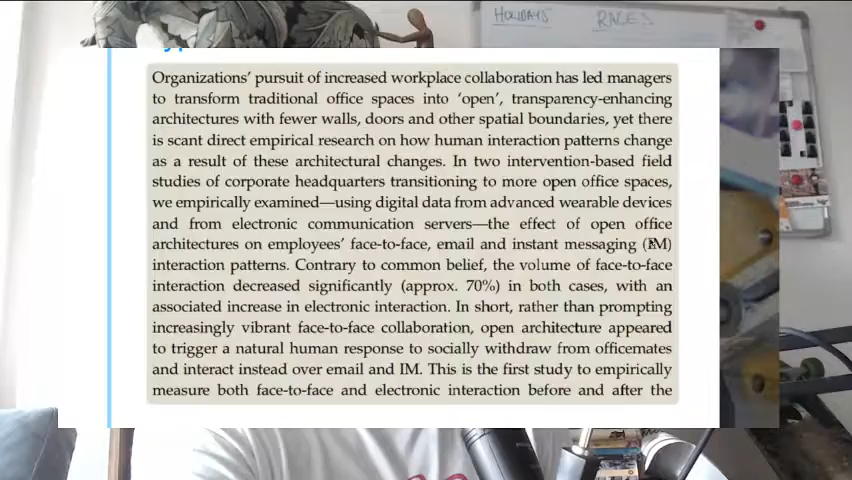 HOLIDAYS RACES
Organizations’ pursuit of increased workplace collaboration has led managers
to transform traditional office spaces into ‘open’, transparency-enhancing
architectures with fewer walls, doors and other spatial boundaries, yet there
is scant direct empirical research on how human interaction patterns change
as a result of these architectural changes. In two intervention-based field
studies of corporate headquarters transitioning to more open office spaces,
we empirically examined—using digital data from advanced wearable devices
and from electronic communication servers—the effect of open office
architectures on employees’ face-to-face, email and instant messaging (IM)
interaction patterns. Contrary to common belief, the volume of face-to-face
interaction decreased significantly (approx. 70%) in both cases, with an
associated increase in electronic interaction. In short, rather than prompting
increasingly vibrant face-to-face collaboration, open architecture appeared
to trigger a natural human response to socially withdraw from officemates
and interact instead over email and IM. This is the first study to empirically
measure both face-to-face and electronic interaction before and after the